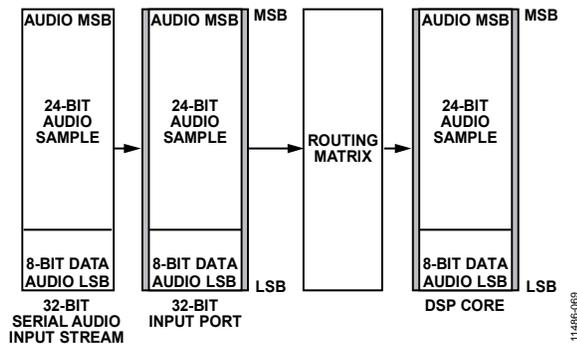 AUDIO MSB
24-BIT
AUDIO
SAMPLE
8-BIT DATA
AUDIO LSB
32-BIT
SERIAL AUDIO
INPUT STREAM
AUDIO MSB
MSB
24-BIT
AUDIO
SAMPLE
8-BIT DATA
AUDIO LSB
LSB
32-BIT
INPUT PORT
ROUTING
MATRIX
AUDIO MSB
MSB
24-BIT
AUDIO
SAMPLE
8-BIT DATA
AUDIO LSB
LSB
DSP CORE
11486-069